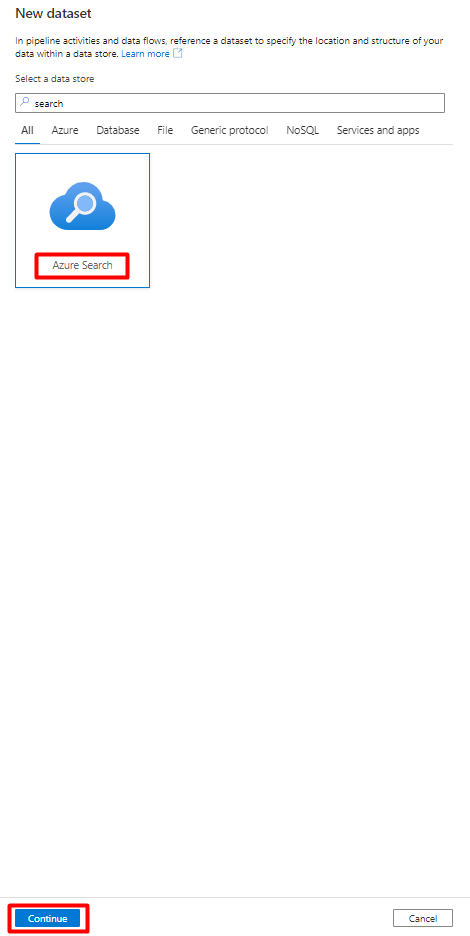 New dataset
In pipeline activities and data flows, reference a dataset to specify the location and structure of your
data within a data store. Learn more
Select a data store
search
All Azure Database File Generic protocol NoSQL Services and apps
Azure Search
Continue Cancel